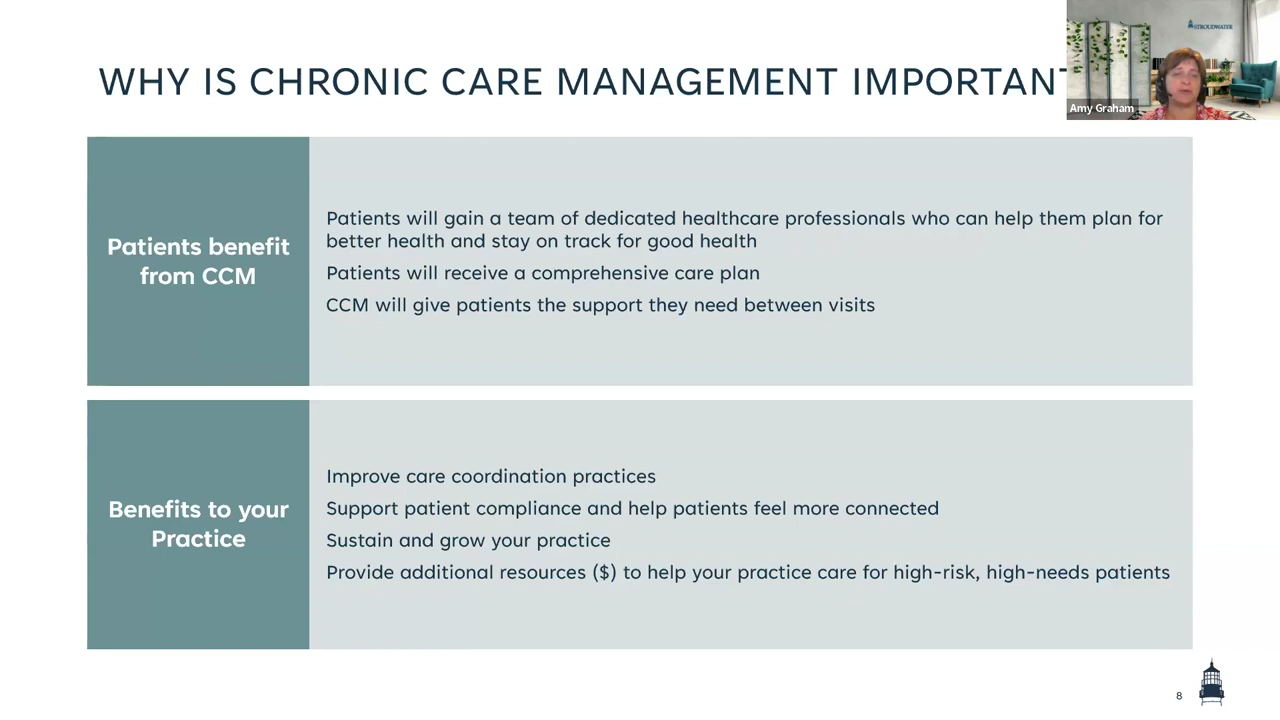 WHY IS CHRONIC CARE MANAGEMENT IMPORTANT
STROUDWATER
Amy Graham
Patients benefit
from CCM
Patients will gain a team of dedicated healthcare professionals who can help them plan for
better health and stay on track for good health
Patients will receive a comprehensive care plan
CCM will give patients the support they need between visits
Benefits to your
Practice
Improve care coordination practices
Support patient compliance and help patients feel more connected
Sustain and grow your practice
Provide additional resources ($) to help your practice care for high-risk, high-needs patients
8